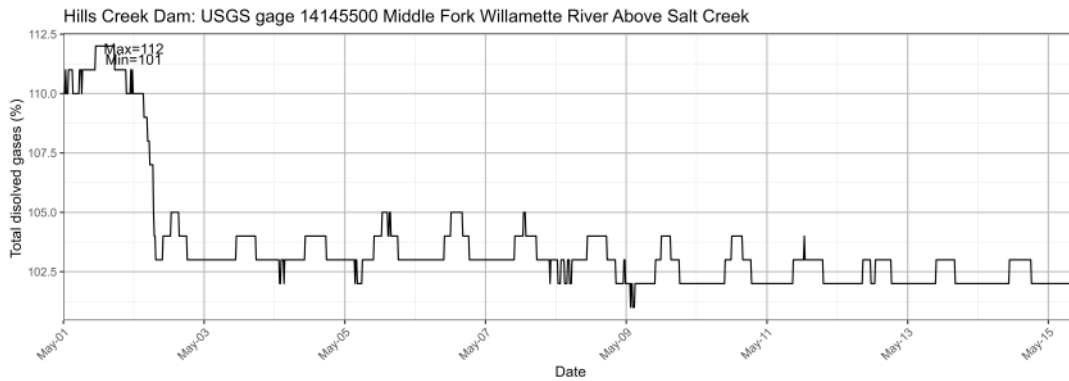 Hills Creek Dam: USGS gage 14145500 Middle Fork Willamette River Above Salt Creek
112.5
Max=112
Min=101
110.0
107.5
105.0
102.5
Total disolved gases (%)
May-01
May-03
May-05
May-07
May-09
May-11
May-13
May-15
Date